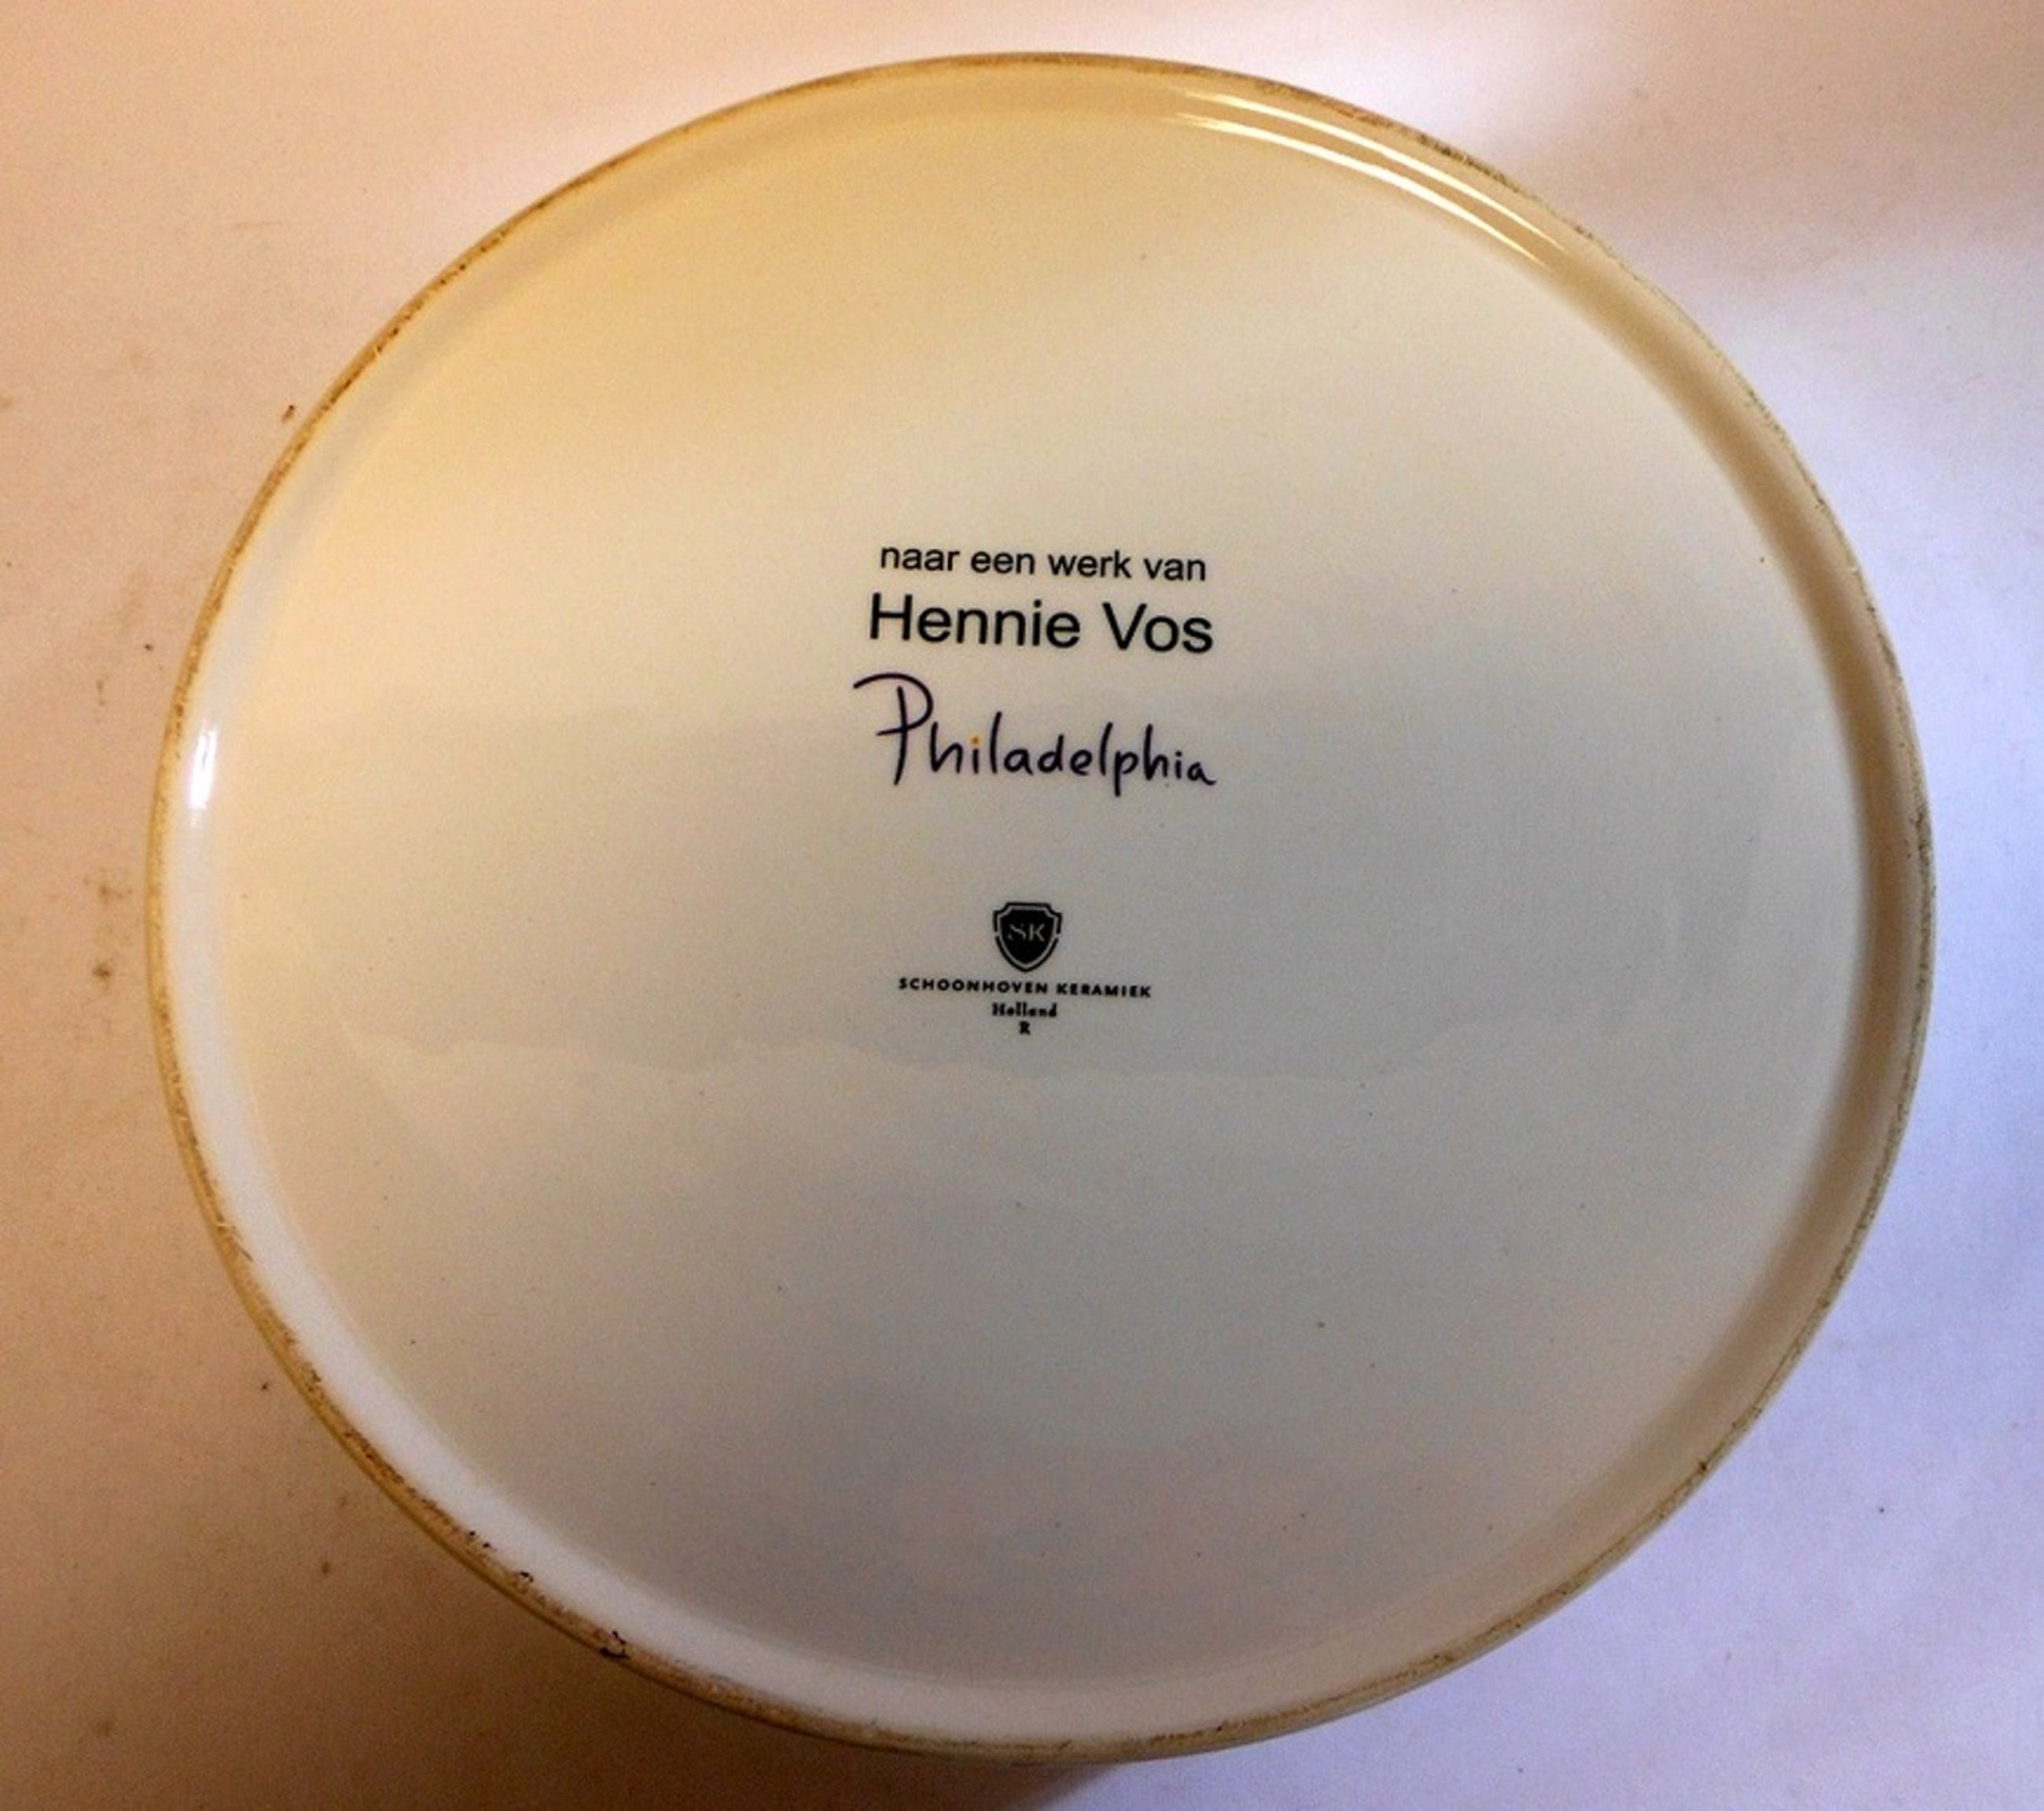 naar een werk van
Hennie Vos
Philadelphia
SK
SCHOONHOVEN KERAMIEK
Holland
R